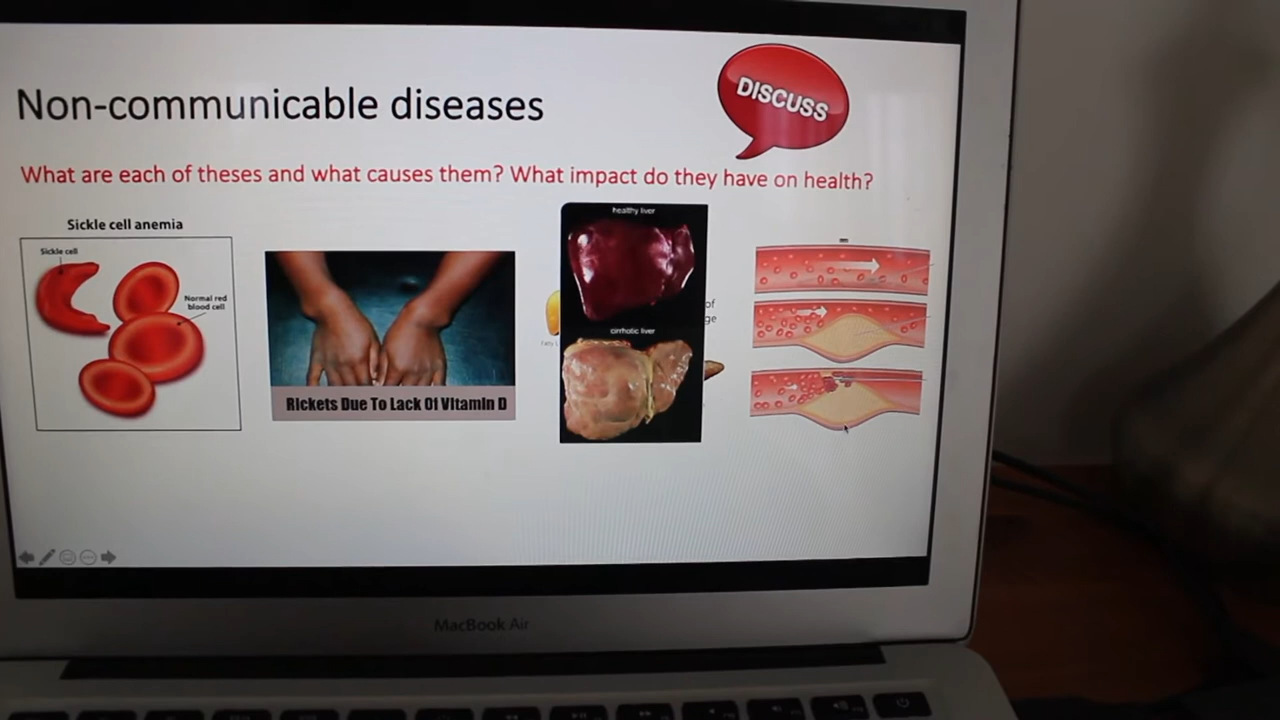 Non-communicable diseases
DISCUSS
What are each of theses and what causes them? What impact do they have on health?
Sickle cell anemia
Sickle cell
Normal red
blood cell
Rickets Due To Lack Of Vitamin D
healthy liver
cirrhotic liver
of
ge
MacBook Air